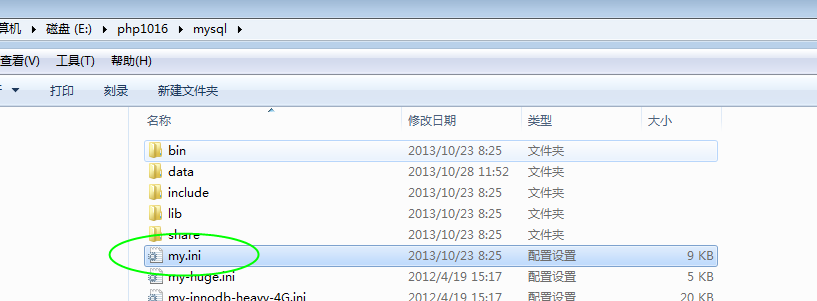 算机 ▸ 磁盘 (E:) ▸ php1016 ▸ mysql ▸
查看(V) 工具(T) 帮助(H)
打印 刻录 新建文件夹
名称 修改日期 类型 大小
bin 2013/10/23 8:25 文件夹
data 2013/10/28 11:52 文件夹
include 2013/10/23 8:25 文件夹
lib 2013/10/23 8:25 文件夹
share 2013/10/23 8:25 文件夹
my.ini 2013/10/23 8:25 配置设置 9 KB
my-huge.ini 2012/4/19 15:17 配置设置 5 KB
my-innodb-heavy-4G.ini 2012/4/19 15:17 配置设置 20 KB